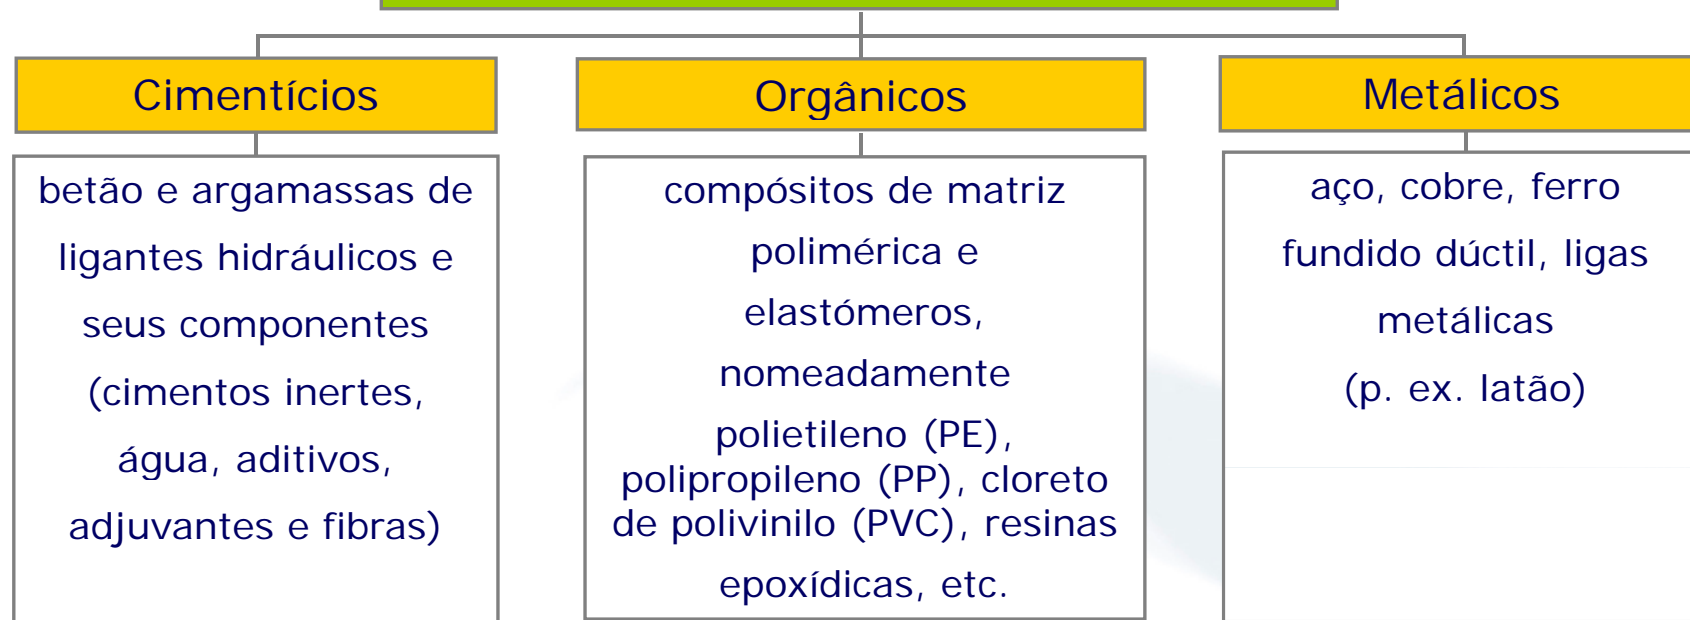 Cimentícios
betão e argamassas de
ligantes hidráulicos e
seus componentes
(cimentos inertes,
água, aditivos,
adjuvantes e fibras)
Orgânicos
compósitos de matriz
polimérica e
elastómeros,
nomeadamente
polietileno (PE),
polipropileno (PP), cloreto
de polivinilo (PVC), resinas
epoxídicas, etc.
Metálicos
aço, cobre, ferro
fundido dúctil, ligas
metálicas
(p. ex. latão)